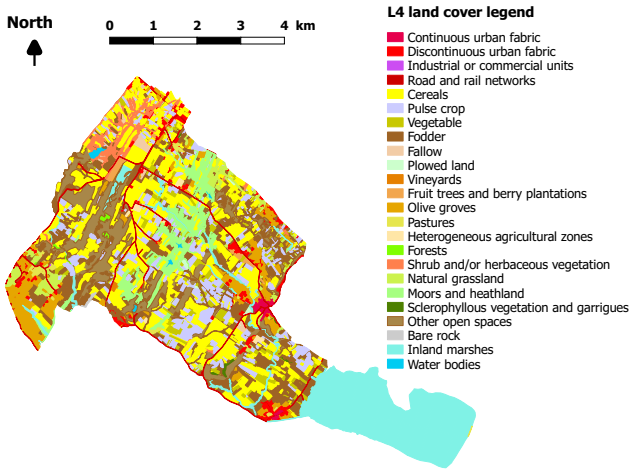 L4 land cover legend
North
0 1 2 3 4 km
Continuous urban fabric
Discontinuous urban fabric
Industrial or commercial units
Road and rail networks
Cereals
Pulse crop
Vegetable
Fodder
Fallow
Plowed land
Vineyards
Fruit trees and berry plantations
Olive groves
Pastures
Heterogeneous agricultural zones
Forests
Shrub and/or herbaceous vegetation
Natural grassland
Moors and heathland
Sclerophyllous vegetation and garrigues
Other open spaces
Bare rock
Inland marshes
Water bodies